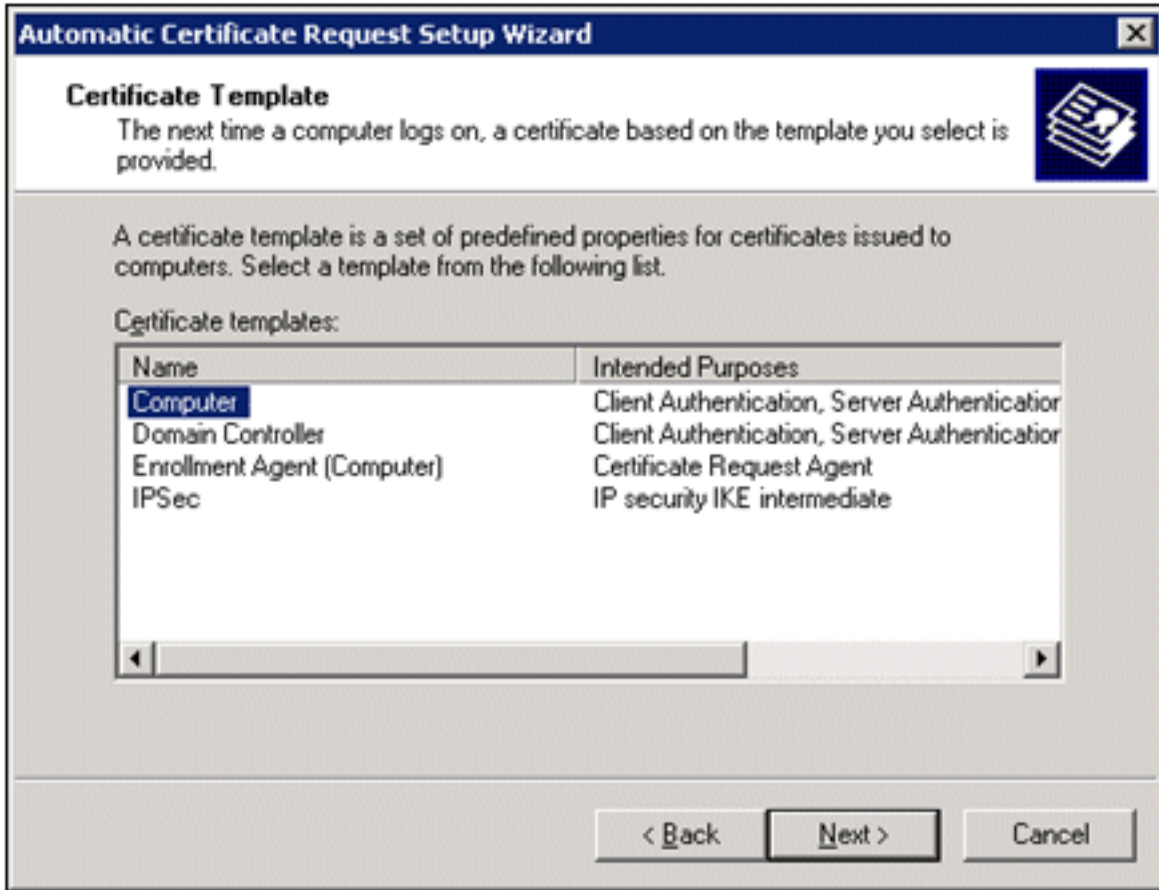 Automatic Certificate Request Setup Wizard
Certificate Template
The next time a computer logs on, a certificate based on the template you select is
provided.
A certificate template is a set of predefined properties for certificates issued to
computers. Select a template from the following list.
Certificate templates:
Name Intended Purposes
Computer Client Authentication, Server Authentication
Domain Controller Client Authentication, Server Authentication
Enrollment Agent (Computer) Certificate Request Agent
IPSec IP security IKE intermediate
< Back Next > Cancel